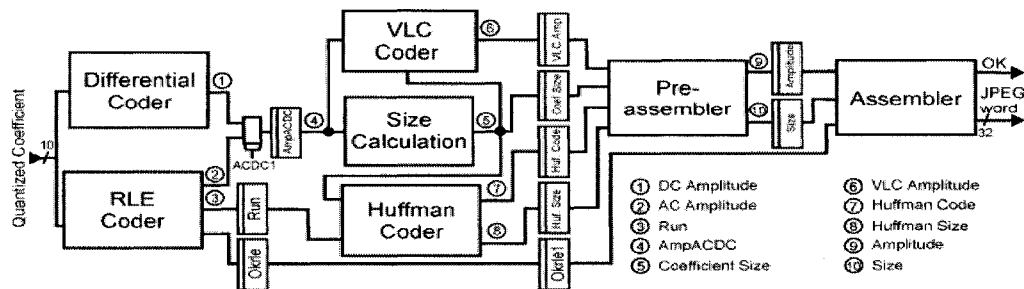 Quantized Coefficient
10
Differential
Coder
①
RLE
Coder
②
③
ACDC1
AmpACDC
④
Run
Okrle
VLC
Coder
⑥
Size
Calculation
⑤
Huffman
Coder
⑦
⑧
VLC Amp
Coef. Size
Huf. Code
Huf. Size
Okrle1
Pre-
assembler
⑨
⑩
Amplitude
Size
Assembler
OK
JPEG
word
32
① DC Amplitude
② AC Amplitude
③ Run
④ AmpACDC
⑤ Coefficient Size
⑥ VLC Amplitude
⑦ Huffman Code
⑧ Huffman Size
⑨ Amplitude
⑩ Size